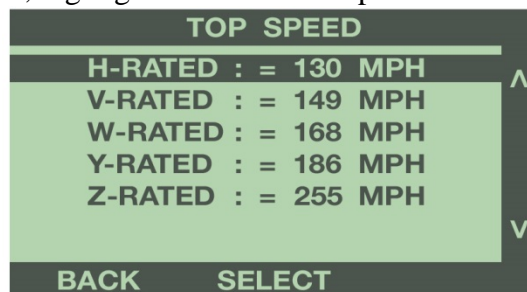 TOP SPEED
H-RATED : = 130 MPH
V-RATED : = 149 MPH
W-RATED : = 168 MPH
Y-RATED : = 186 MPH
Z-RATED : = 255 MPH
BACK SELECT